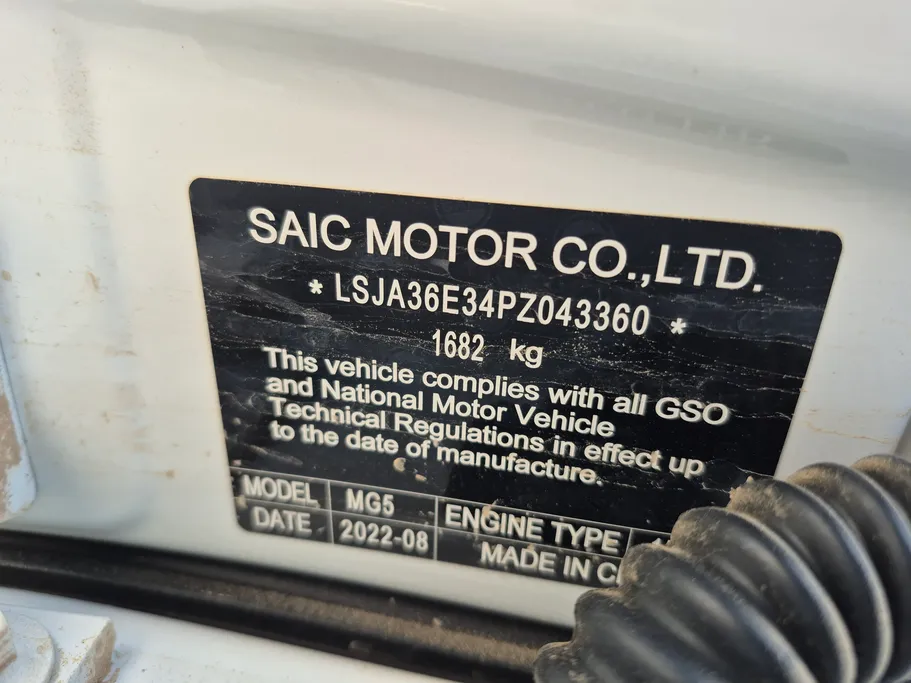 SAIC MOTOR CO.,LTD.
* LSJA36E34PZ043360 *
1682 kg
This vehicle complies with all GSO
and National Motor Vehicle
Technical Regulations in effect up
to the date of manufacture.
MODEL MG5 ENGINE TYPE
DATE 2022-08 MADE IN